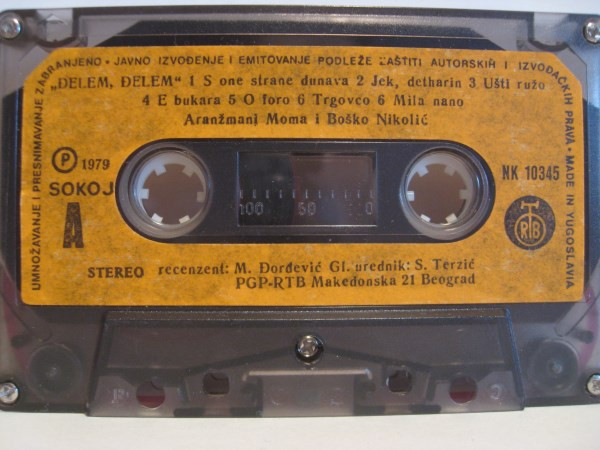 UMNOŽAVANJE I PRESNIMAVANJE ZABRANJENO • JAVNO IZVOĐENJE I EMITOVANJE PODLEŽE ZAŠTITI AUTORSKIH I IZVOĐAČKIH PRAVA • MADE IN YUGOSLAVIA
„ĐELEM, ĐELEM“ 1 S one strane dunava 2 Jek, detharin 3 Ušti ružo
4 E bukara 5 O foro 6 Trgovco 6 Mila nano
Aranžmani Moma i Boško Nikolić
P 1979
SOKOJ
A
NK 10345
RTB
100 50 0
STEREO recenzent: M. Đorđević Gl. urednik: S. Terzić
PGP-RTB Makedonska 21 Beograd